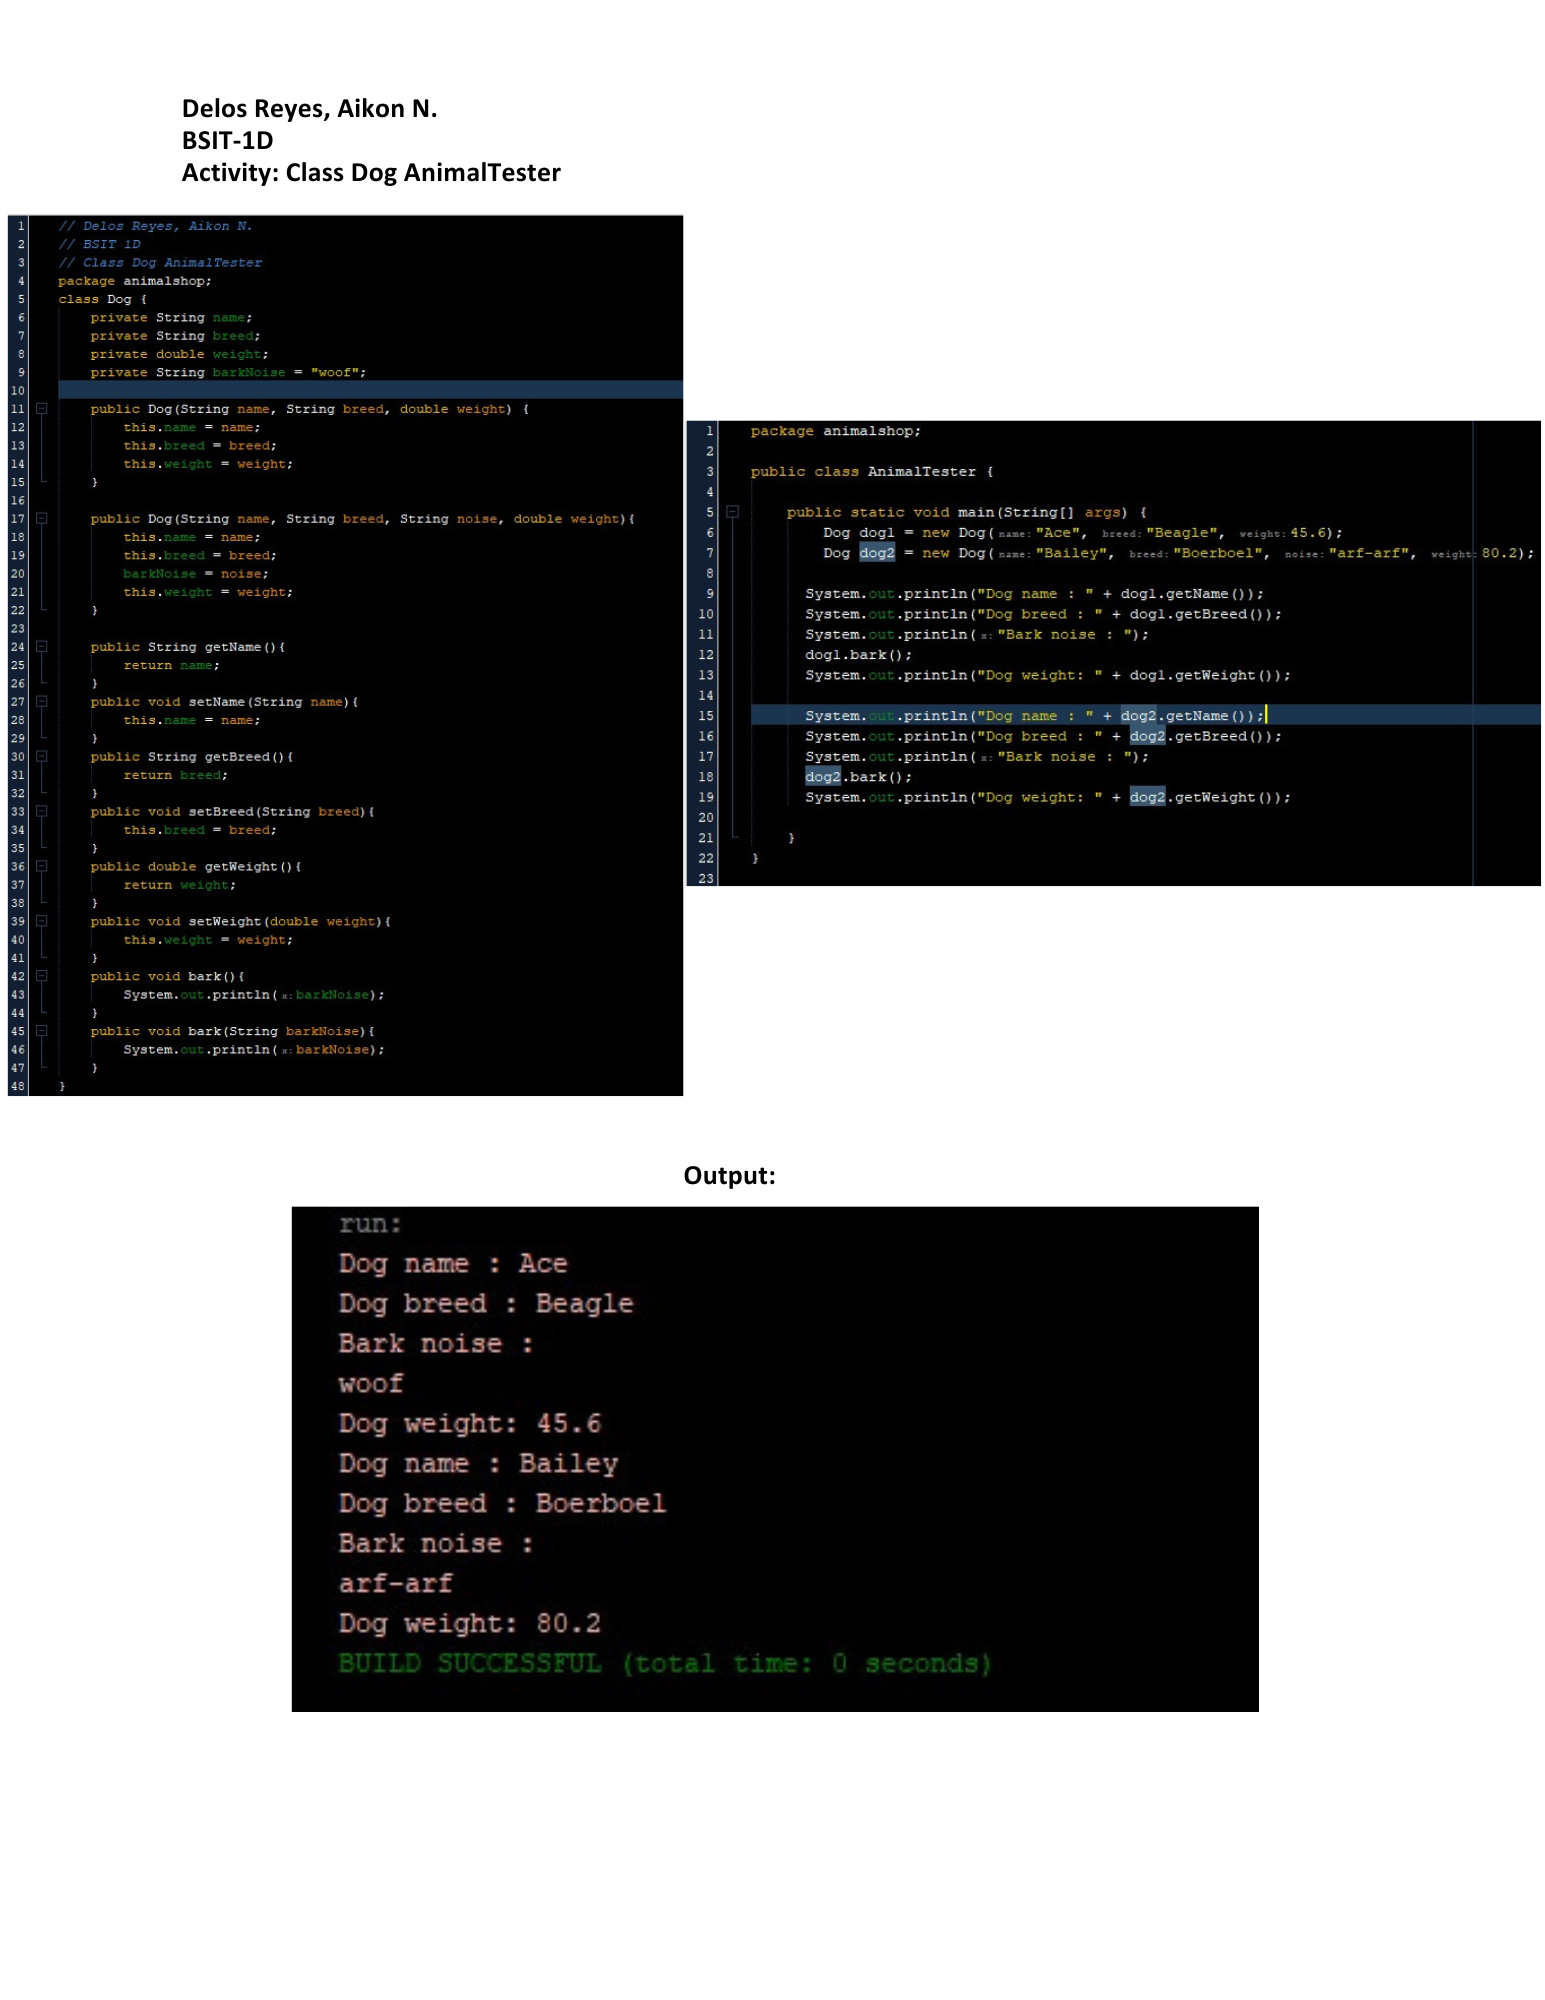 Delos Reyes, Aikon N.
BSIT-1D
Activity: Class Dog AnimalTester
1 // Delos Reyes, Aikon N.
2 // BSIT 1D
3 // Class Dog AnimalTester
4 package animalshop;
5 class Dog {
6 private String name;
7 private String breed;
8 private double weight;
9 private String barkNoise = "woof";
10
11 public Dog(String name, String breed, double weight) {
12 this.name = name;
13 this.breed = breed;
14 this.weight = weight;
15 }
16
17 public Dog(String name, String breed, String noise, double weight){
18 this.name = name;
19 this.breed = breed;
20 barkNoise = noise;
21 this.weight = weight;
22 }
23
24 public String getName(){
25 return name;
26 }
27 public void setName(String name){
28 this.name = name;
29 }
30 public String getBreed(){
31 return breed;
32 }
33 public void setBreed(String breed){
34 this.breed = breed;
35 }
36 public double getWeight(){
37 return weight;
38 }
39 public void setWeight(double weight){
40 this.weight = weight;
41 }
42 public void bark(){
43 System.out.println( x: barkNoise);
44 }
45 public void bark(String barkNoise){
46 System.out.println( x: barkNoise);
47 }
48 }
1 package animalshop;
2
3 public class AnimalTester {
4
5 public static void main(String[] args) {
6 Dog dog1 = new Dog( name: "Ace", breed: "Beagle", weight: 45.6);
7 Dog dog2 = new Dog( name: "Bailey", breed: "Boerboel", noise: "arf-arf", weight: 80.2);
8
9 System.out.println("Dog name : " + dog1.getName());
10 System.out.println("Dog breed : " + dog1.getBreed());
11 System.out.println( x: "Bark noise : ");
12 dog1.bark();
13 System.out.println("Dog weight: " + dog1.getWeight());
14
15 System.out.println("Dog name : " + dog2.getName());
16 System.out.println("Dog breed : " + dog2.getBreed());
17 System.out.println( x: "Bark noise : ");
18 dog2.bark();
19 System.out.println("Dog weight: " + dog2.getWeight());
20
21 }
22 }
23
Output:
run:
Dog name : Ace
Dog breed : Beagle
Bark noise :
woof
Dog weight: 45.6
Dog name : Bailey
Dog breed : Boerboel
Bark noise :
arf-arf
Dog weight: 80.2
BUILD SUCCESSFUL (total time: 0 seconds)